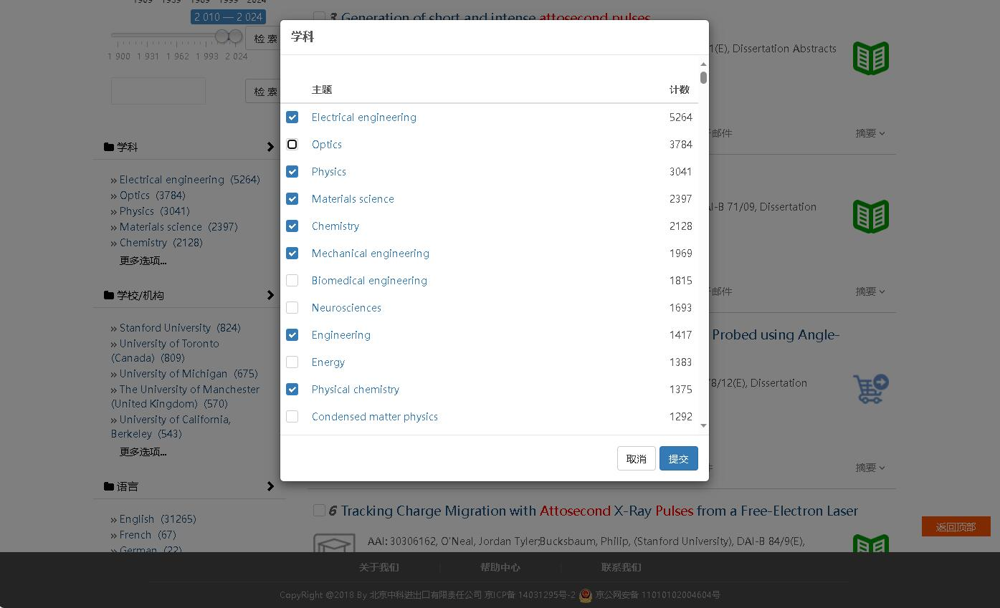 1909 1939 1969 1999 2024
2 010 — 2 024
检 索
1 900 1 931 1 962 1 993 2 024
检 索
学科
» Electrical engineering (5264)
» Optics (3784)
» Physics (3041)
» Materials science (2397)
» Chemistry (2128)
更多选项...
学校/机构
» Stanford University (824)
» University of Toronto
(Canada) (809)
» University of Michigan (675)
» The University of Manchester
(United Kingdom) (570)
» University of California,
Berkeley (543)
更多选项...
语言
» English (31265)
» French (67)
» German (22)
3 Generation of short and intense attosecond pulses
1(E), Dissertation Abstracts
邮件
摘要
AI-B 71/09, Dissertation
邮件
摘要
Probed using Angle-
78/12(E), Dissertation
摘要
学科
主题 计数
Electrical engineering 5264
Optics 3784
Physics 3041
Materials science 2397
Chemistry 2128
Mechanical engineering 1969
Biomedical engineering 1815
Neurosciences 1693
Engineering 1417
Energy 1383
Physical chemistry 1375
Condensed matter physics 1292
取消 提交
6 Tracking Charge Migration with Attosecond X-Ray Pulses from a Free-Electron Laser
AAI: 30306162, O'Neal, Jordan Tyler;Bucksbaum, Philip, (Stanford University), DAI-B 84/9(E),
返回顶部
关于我们 | 帮助中心 | 联系我们
CopyRight @2018 By 北京中科进出口有限责任公司 京ICP备 14031295号-2 京公网安备 11010102004604号